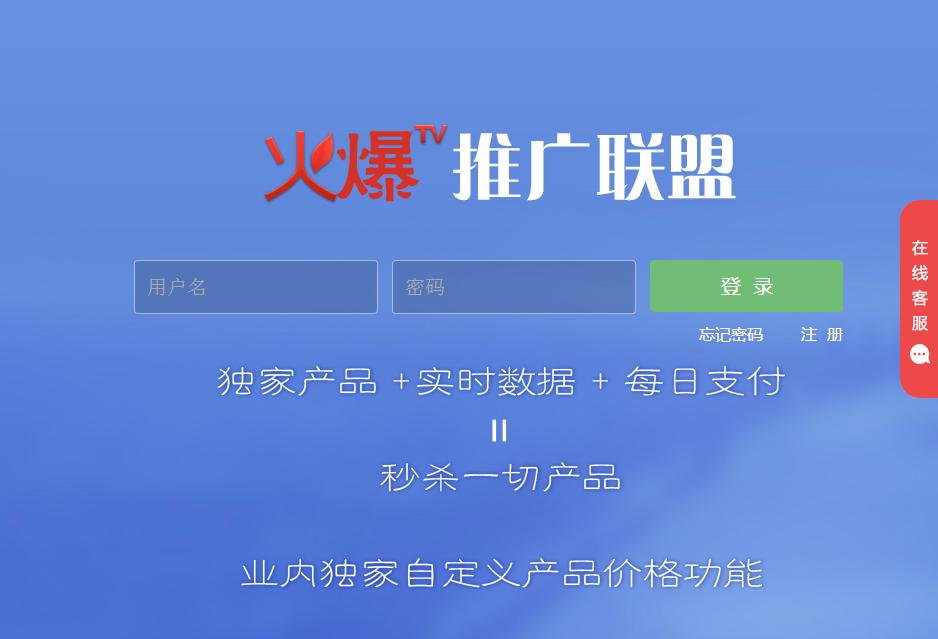 火爆TV推广联盟
用户名
密码
登 录
忘记密码
注 册
独家产品 +实时数据 + 每日支付
=
秒杀一切产品
业内独家自定义产品价格功能
在线客服